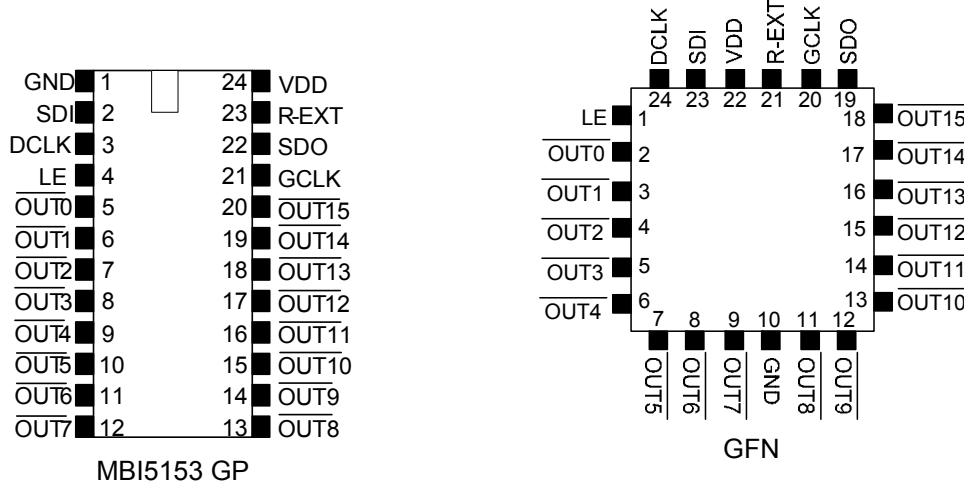 GND 1 24 VDD
SDI 2 23 R-EXT
DCLK 3 22 SDO
LE 4 21 GCLK
OUT0 5 20 OUT15
OUT1 6 19 OUT14
OUT2 7 18 OUT13
OUT3 8 17 OUT12
OUT4 9 16 OUT11
OUT5 10 15 OUT10
OUT6 11 14 OUT9
OUT7 12 13 OUT8
MBI5153 GP
DCLK SDI VDD R-EXT GCLK SDO
24 23 22 21 20 19
LE 1 18 OUT15
OUT0 2 17 OUT14
OUT1 3 16 OUT13
OUT2 4 15 OUT12
OUT3 5 14 OUT11
OUT4 6 13 OUT10
7 8 9 10 11 12
OUT5 OUT6 OUT7 GND OUT8 OUT9
GFN